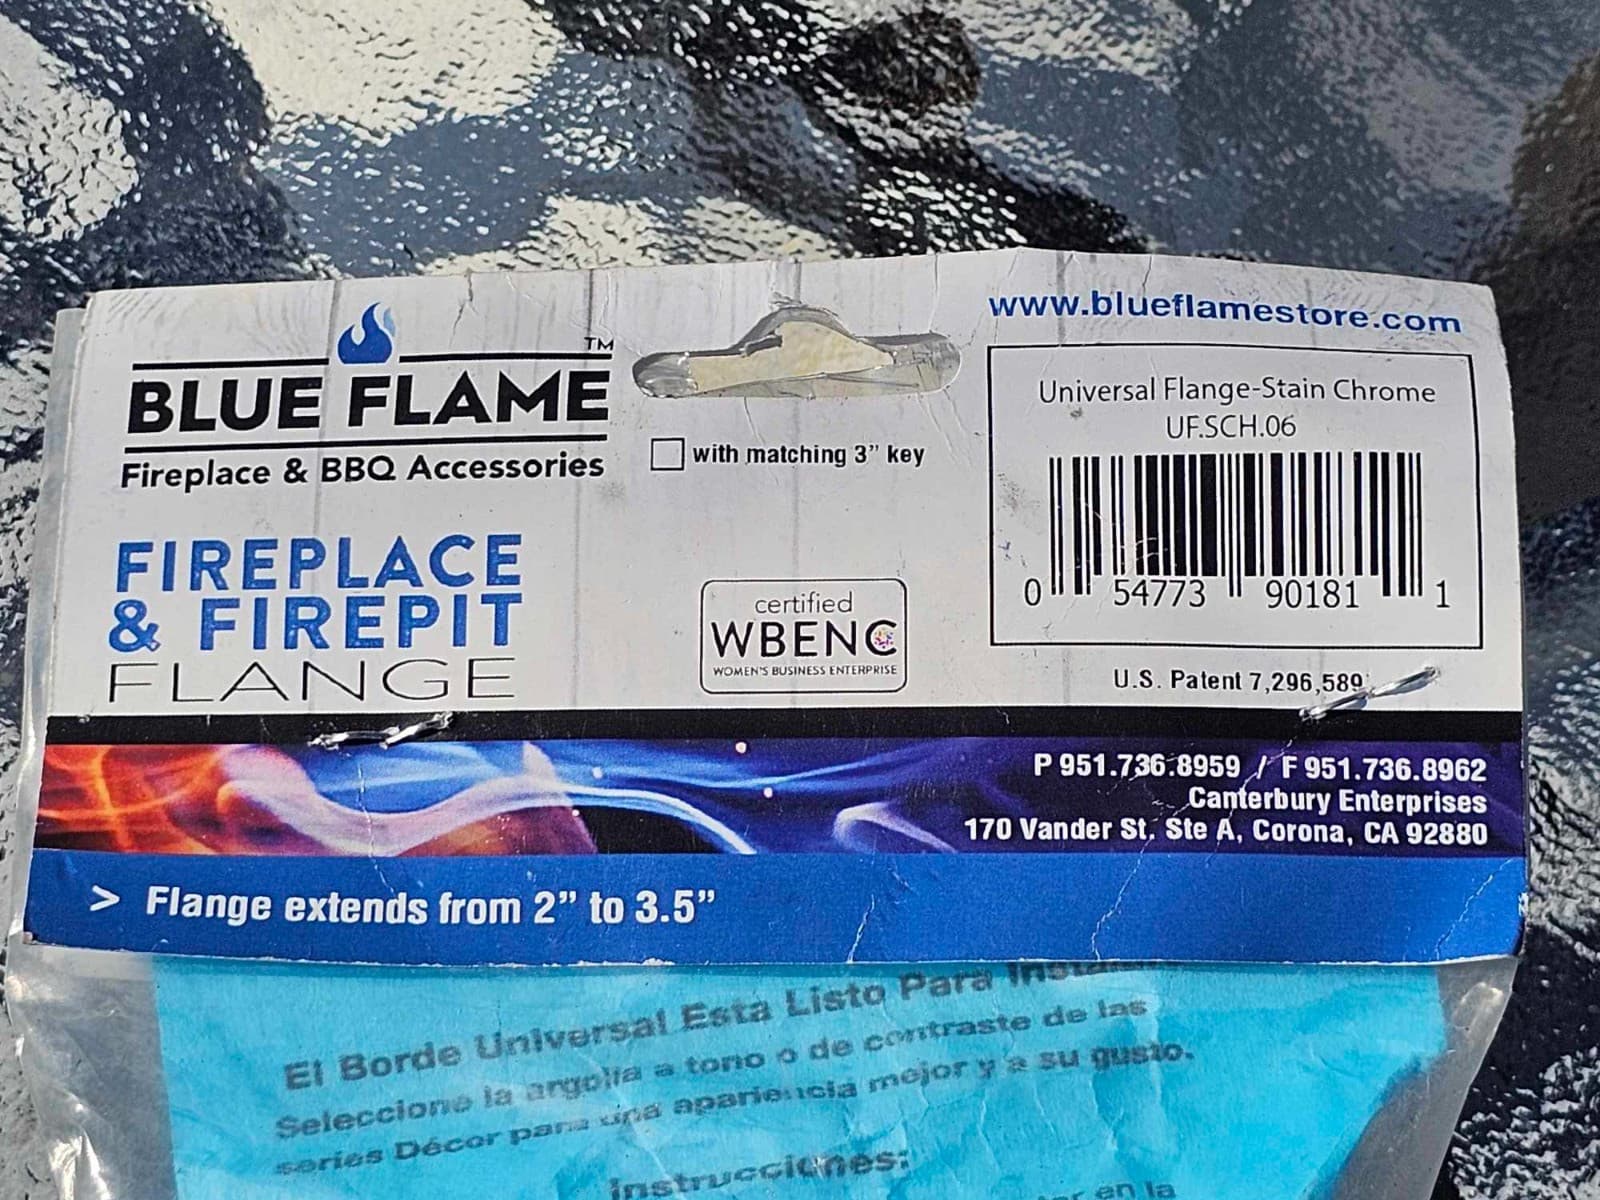 BLUE FLAME™
Fireplace & BBQ Accessories
FIREPLACE
& FIREPIT
FLANGE
with matching 3” key
certified
WBENC
WOMEN'S BUSINESS ENTERPRISE
www.blueflamestore.com
Universal Flange-Stain Chrome
UF.SCH.06
0 54773 90181 1
U.S. Patent 7,296,589
P 951.736.8959 / F 951.736.8962
Canterbury Enterprises
170 Vander St. Ste A, Corona, CA 92880
> Flange extends from 2” to 3.5”
El Borde Universal Esta Listo Para
Seleccione la argolla a tono o de contraste de las
series Décor para una apariencia mejor y a su gusto.
Instrucciones:
en la